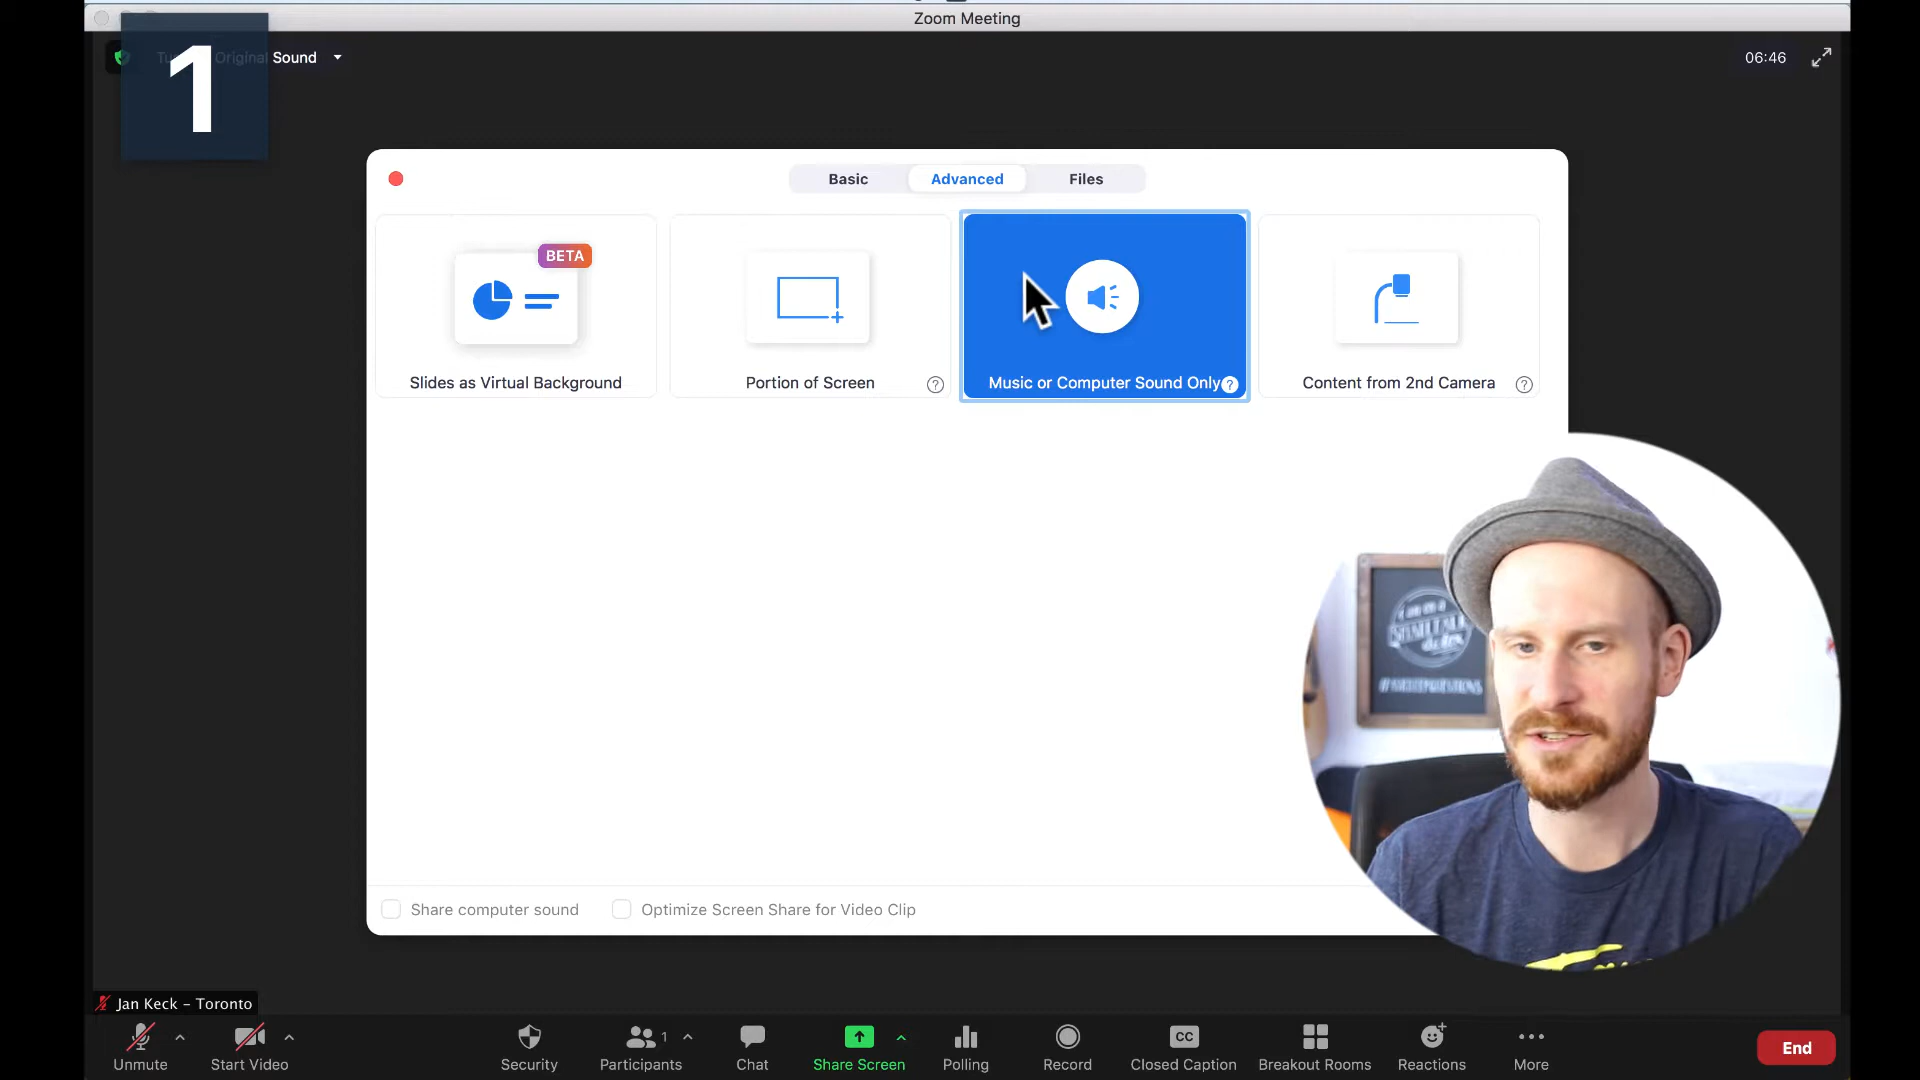 Zoom Meeting
1
Original Sound
06:46
Basic
Advanced
Files
BETA
Slides as Virtual Background
Portion of Screen
?
Music or Computer Sound Only
?
Content from 2nd Camera
?
SMALL TALK
Share computer sound
Optimize Screen Share for Video Clip
Jan Keck – Toronto
Unmute
Start Video
Security
1
Participants
Chat
Share Screen
Polling
Record
CC
Closed Caption
Breakout Rooms
Reactions
More
End